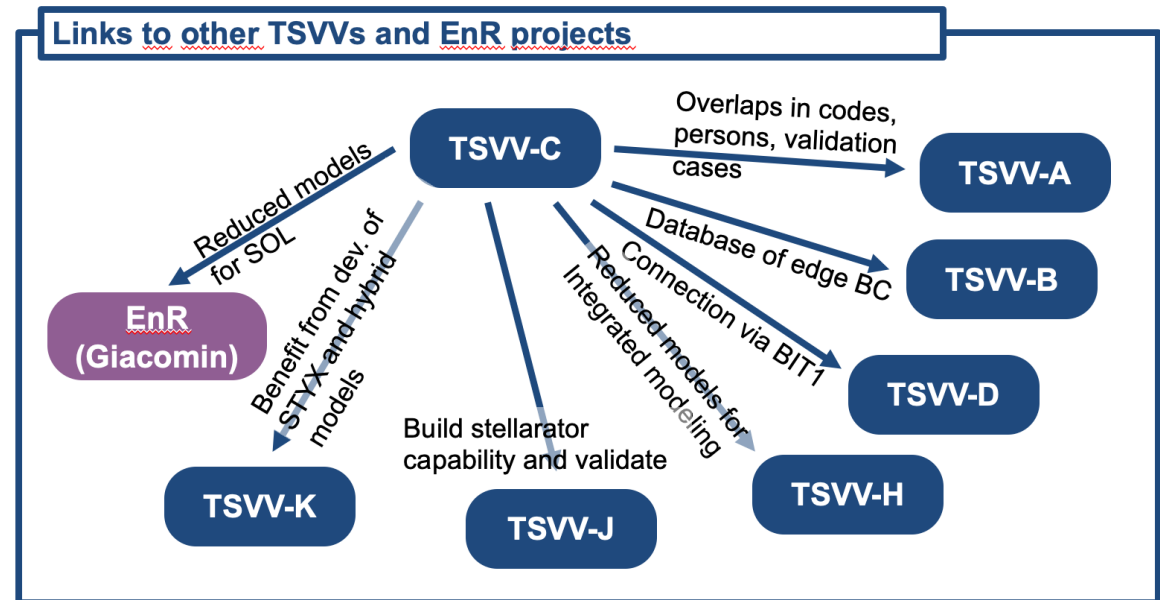 Links to other TSVVs and EnR projects
TSVV-C
Overlaps in codes,
persons, validation
cases
TSVV-A
Reduced models
for SOL
Database of edge BC
TSVV-B
EnR
(Giacomin)
Connection via BIT1
TSVV-D
Benefit from dev. of
STYX and hybrid
models
Build stellarator
capability and validate
Reduced models for
Integrated modeling
TSVV-K
TSVV-J
TSVV-H